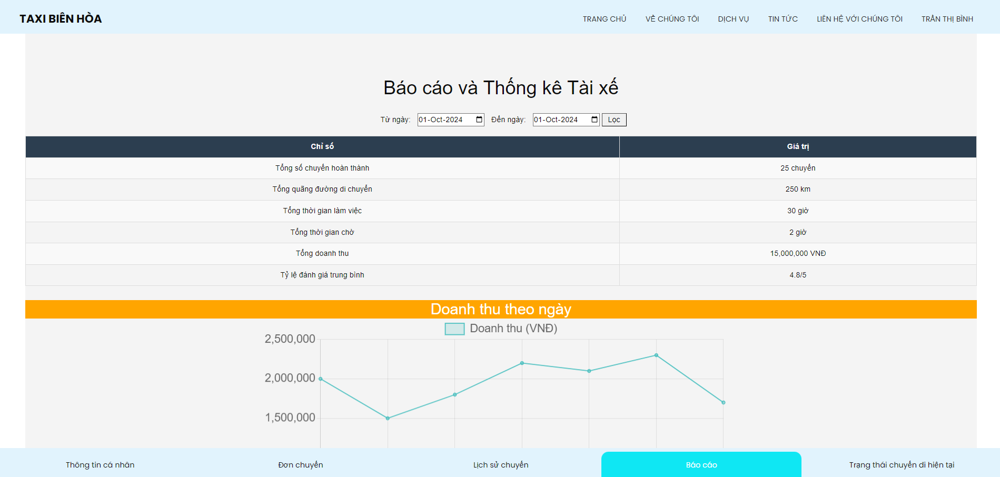 TAXI BIÊN HÒA
TRANG CHỦ VỀ CHÚNG TÔI DỊCH VỤ TIN TỨC LIÊN HỆ VỚI CHÚNG TÔI TRẦN THỊ BÌNH
Báo cáo và Thống kê Tài xế
Từ ngày: 01-Oct-2024 Đến ngày: 01-Oct-2024 Lọc
Chỉ số Giá trị
Tổng số chuyến hoàn thành 25 chuyến
Tổng quãng đường di chuyển 250 km
Tổng thời gian làm việc 30 giờ
Tổng thời gian chờ 2 giờ
Tổng doanh thu 15,000,000 VNĐ
Tỷ lệ đánh giá trung bình 4.8/5
Doanh thu theo ngày
Doanh thu (VNĐ)
2,500,000
2,000,000
1,500,000
Thông tin cá nhân Đơn chuyến Lịch sử chuyến Báo cáo Trạng thái chuyến đi hiện tại